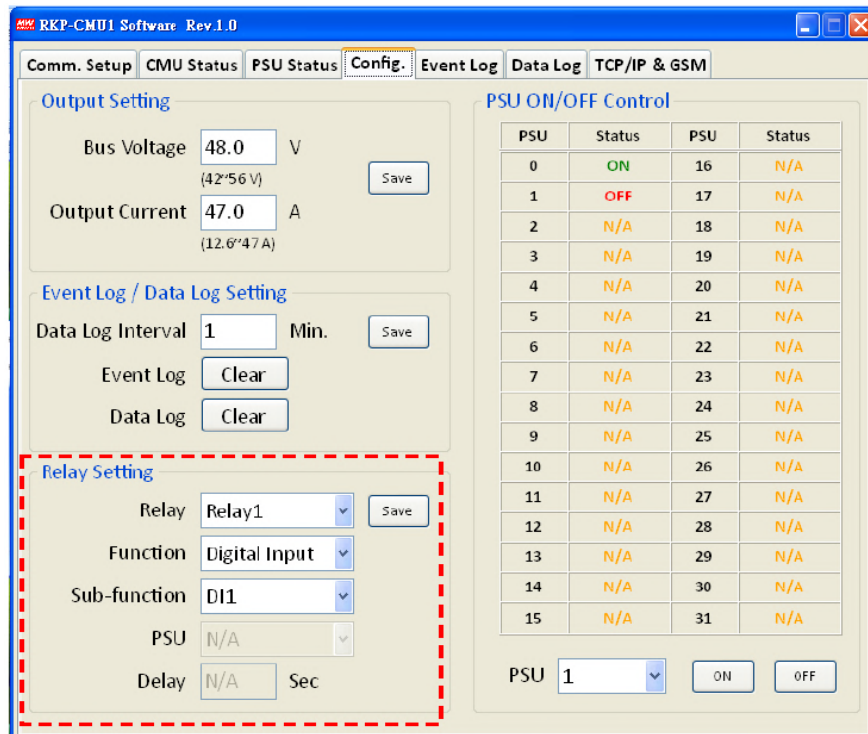 MW RKP-CMU1 Software Rev.1.0
Comm. Setup CMU Status PSU Status Config. Event Log Data Log TCP/IP & GSM
Output Setting
Bus Voltage 48.0 V
(42~56 V)
Save
Output Current 47.0 A
(12.6~47 A)
Event Log / Data Log Setting
Data Log Interval 1 Min. Save
Event Log Clear
Data Log Clear
Relay Setting
Relay Relay1 Save
Function Digital Input
Sub-function DI1
PSU N/A
Delay N/A Sec
PSU ON/OFF Control
PSU Status PSU Status
0 ON 16 N/A
1 OFF 17 N/A
2 N/A 18 N/A
3 N/A 19 N/A
4 N/A 20 N/A
5 N/A 21 N/A
6 N/A 22 N/A
7 N/A 23 N/A
8 N/A 24 N/A
9 N/A 25 N/A
10 N/A 26 N/A
11 N/A 27 N/A
12 N/A 28 N/A
13 N/A 29 N/A
14 N/A 30 N/A
15 N/A 31 N/A
PSU 1 ON OFF